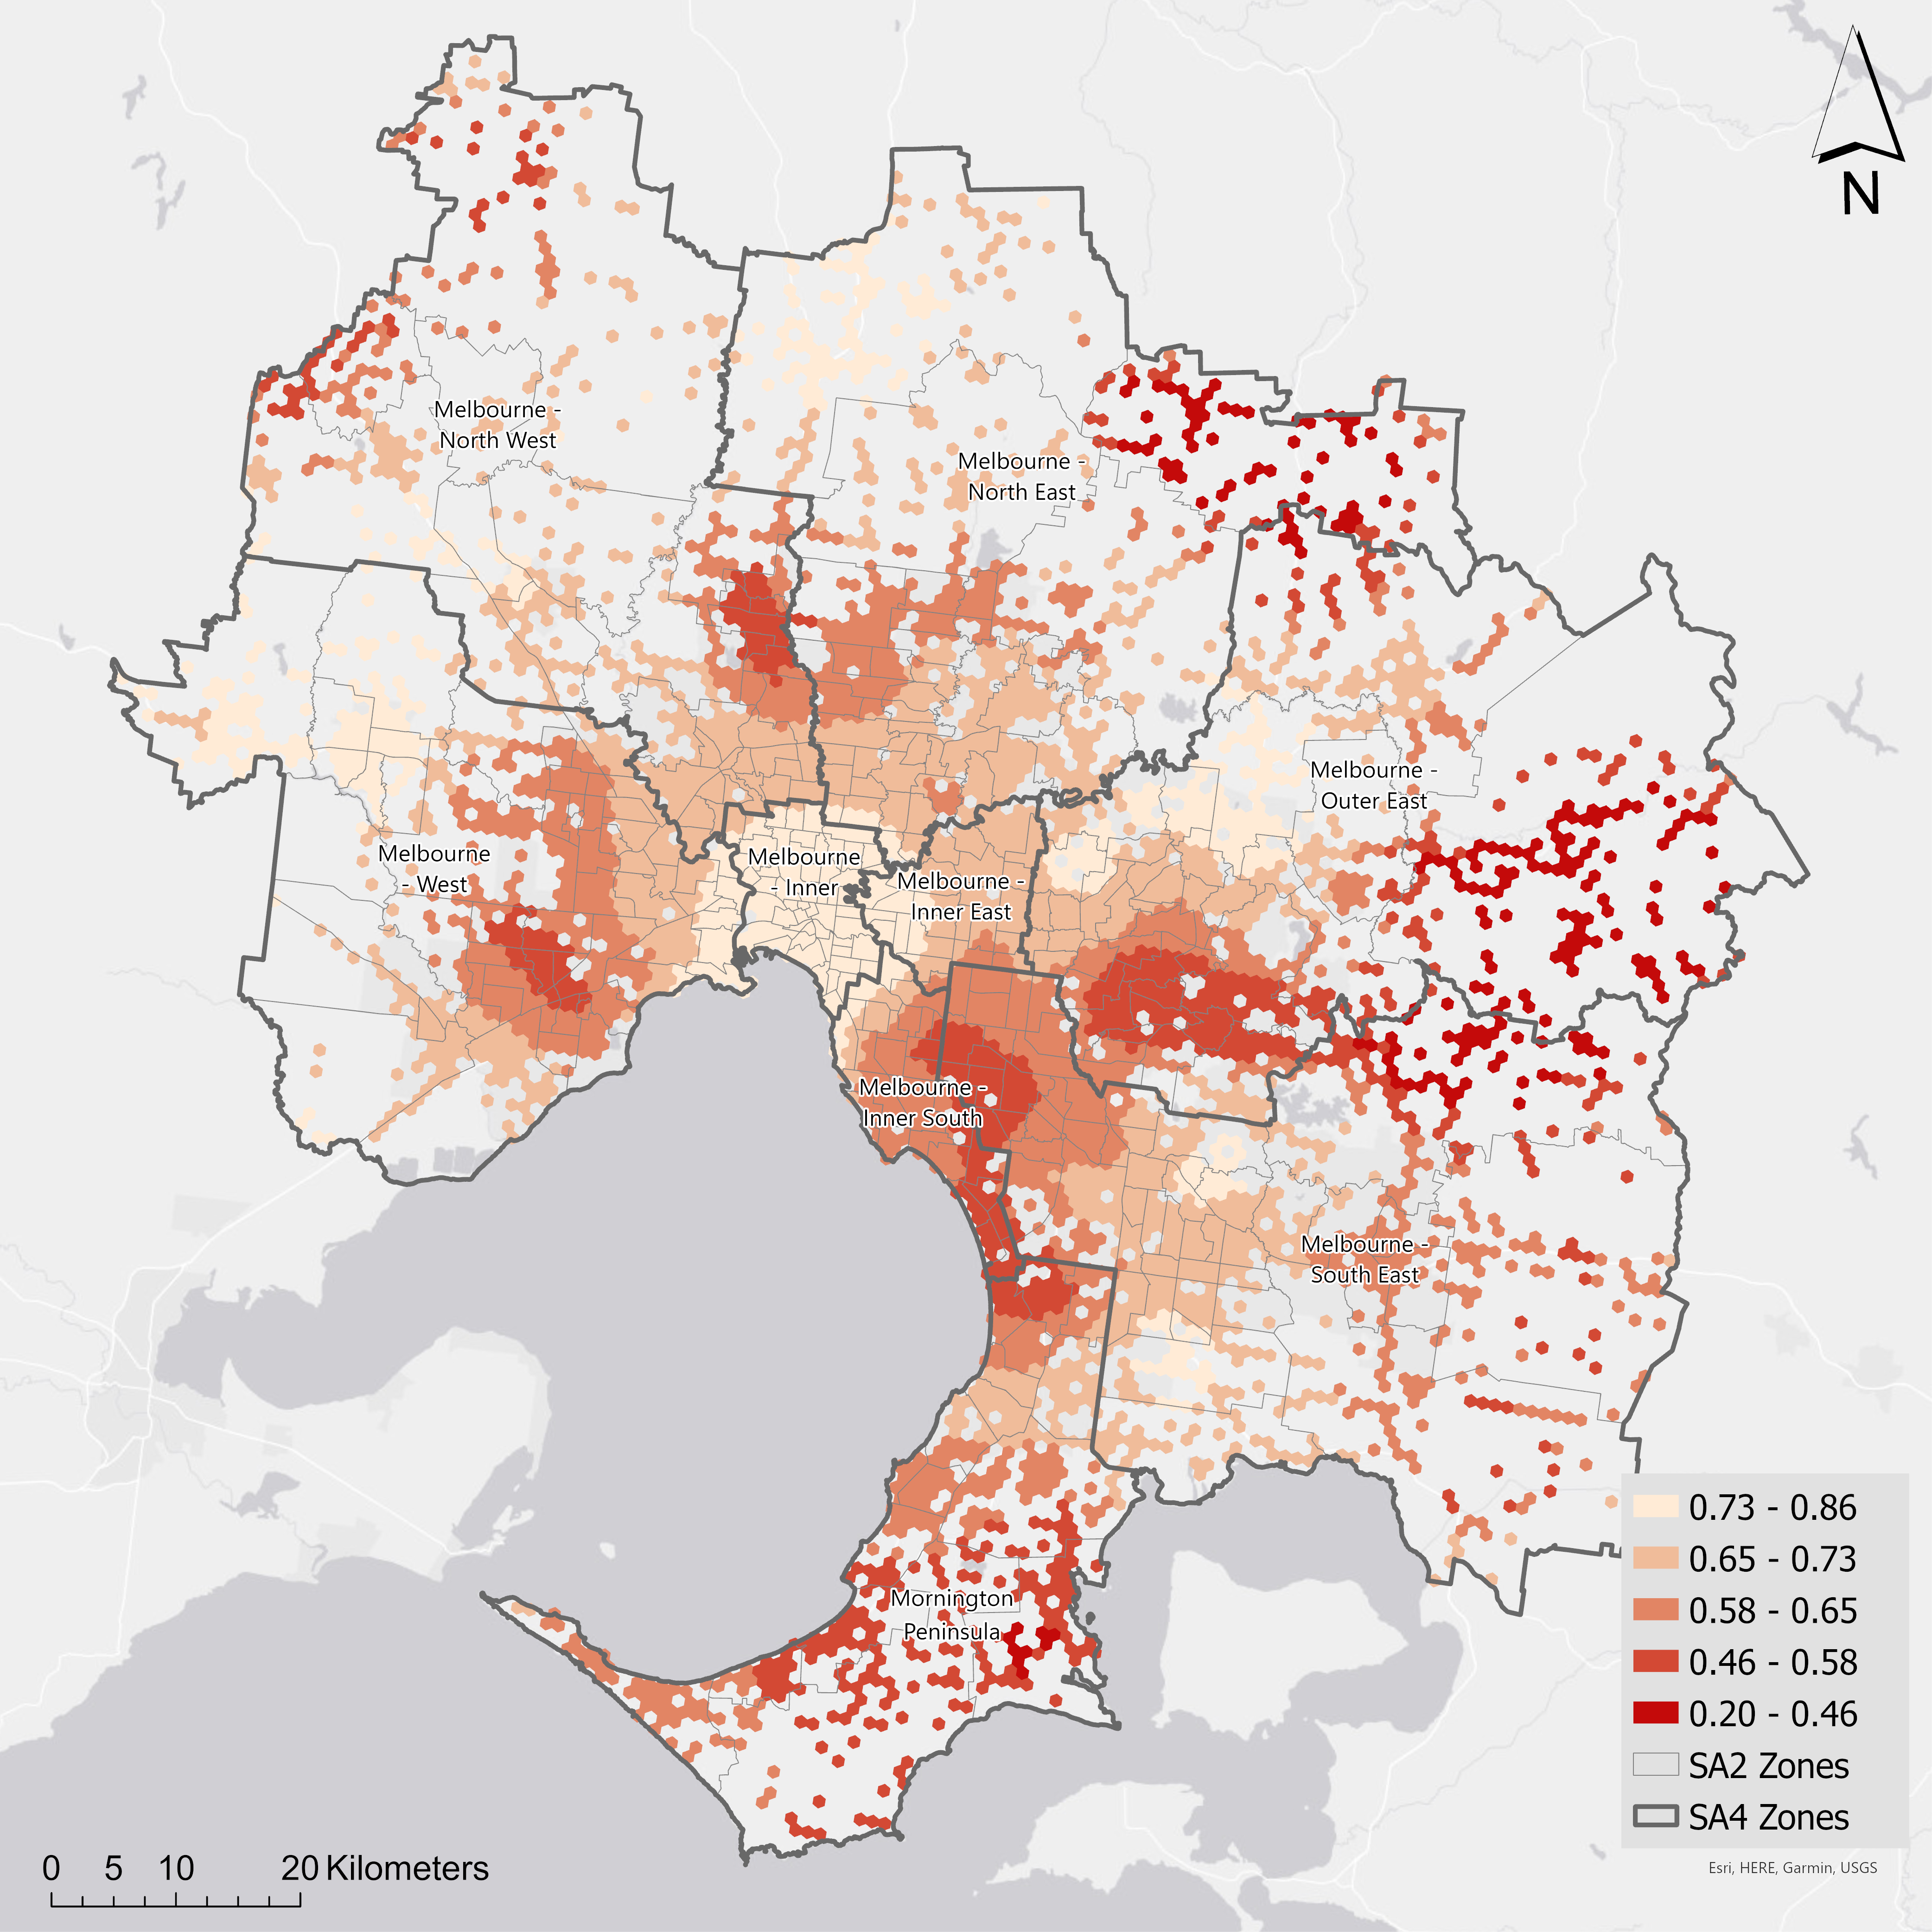 N
Melbourne -
North West
Melbourne -
North East
Melbourne -
Outer East
Melbourne
- West
Melbourne
- Inner
Melbourne -
Inner East
Melbourne -
Inner South
Melbourne -
South East
Mornington
Peninsula
0.73 - 0.86
0.65 - 0.73
0.58 - 0.65
0.46 - 0.58
0.20 - 0.46
SA2 Zones
SA4 Zones
0 5 10 20 Kilometers
Esri, HERE, Garmin, USGS